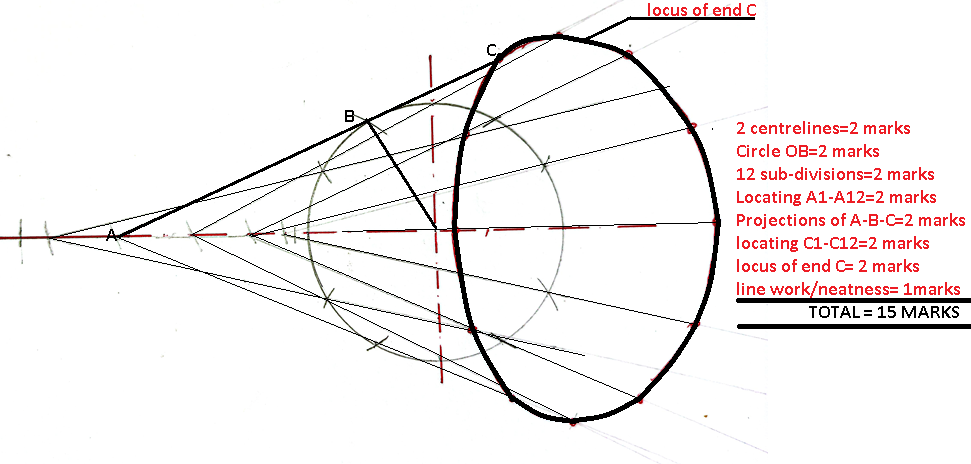 locus of end C
C
B
A
2 centrelines=2 marks
Circle OB=2 marks
12 sub-divisions=2 marks
Locating A1-A12=2 marks
Projections of A-B-C=2 marks
locating C1-C12=2 marks
locus of end C= 2 marks
line work/neatness= 1marks
TOTAL = 15 MARKS